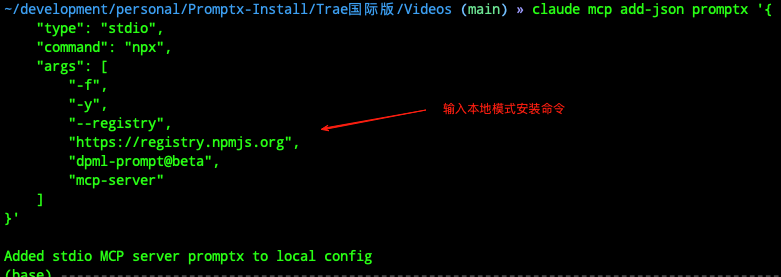 ~/development/personal/Promptx-Install/Trae国际版/Videos (main) » claude mcp add-json promptx '{
"type": "stdio",
"command": "npx",
"args": [
"-f",
"-y",
"--registry",
输入本地模式安装命令
"https://registry.npmjs.org",
"dpml-prompt@beta",
"mcp-server"
]
}'
Added stdio MCP server promptx to local config
(base)